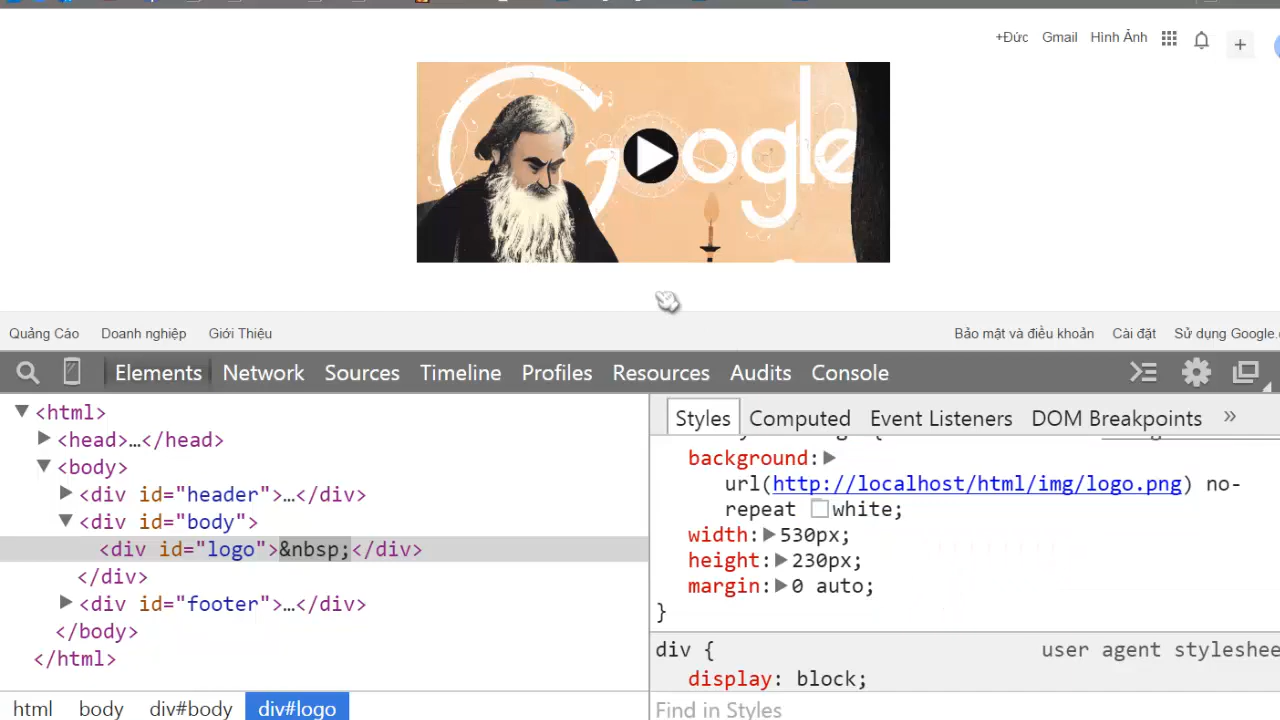 +Đức Gmail Hình Ảnh
Google
Quảng Cáo Doanh nghiệp Giới Thiệu Bảo mật và điều khoản Cài đặt Sử dụng Google.
Elements Network Sources Timeline Profiles Resources Audits Console
<html>
<head>…</head>
<body>
<div id="header">…</div>
<div id="body">
<div id="logo">&nbsp;</div>
</div>
<div id="footer">…</div>
</body>
</html>
html body div#body div#logo
Styles Computed Event Listeners DOM Breakpoints »
background:
url(http://localhost/html/img/logo.png) no-
repeat white;
width: 530px;
height: 230px;
margin: 0 auto;
}
div { user agent styleshee
display: block;
Find in Styles